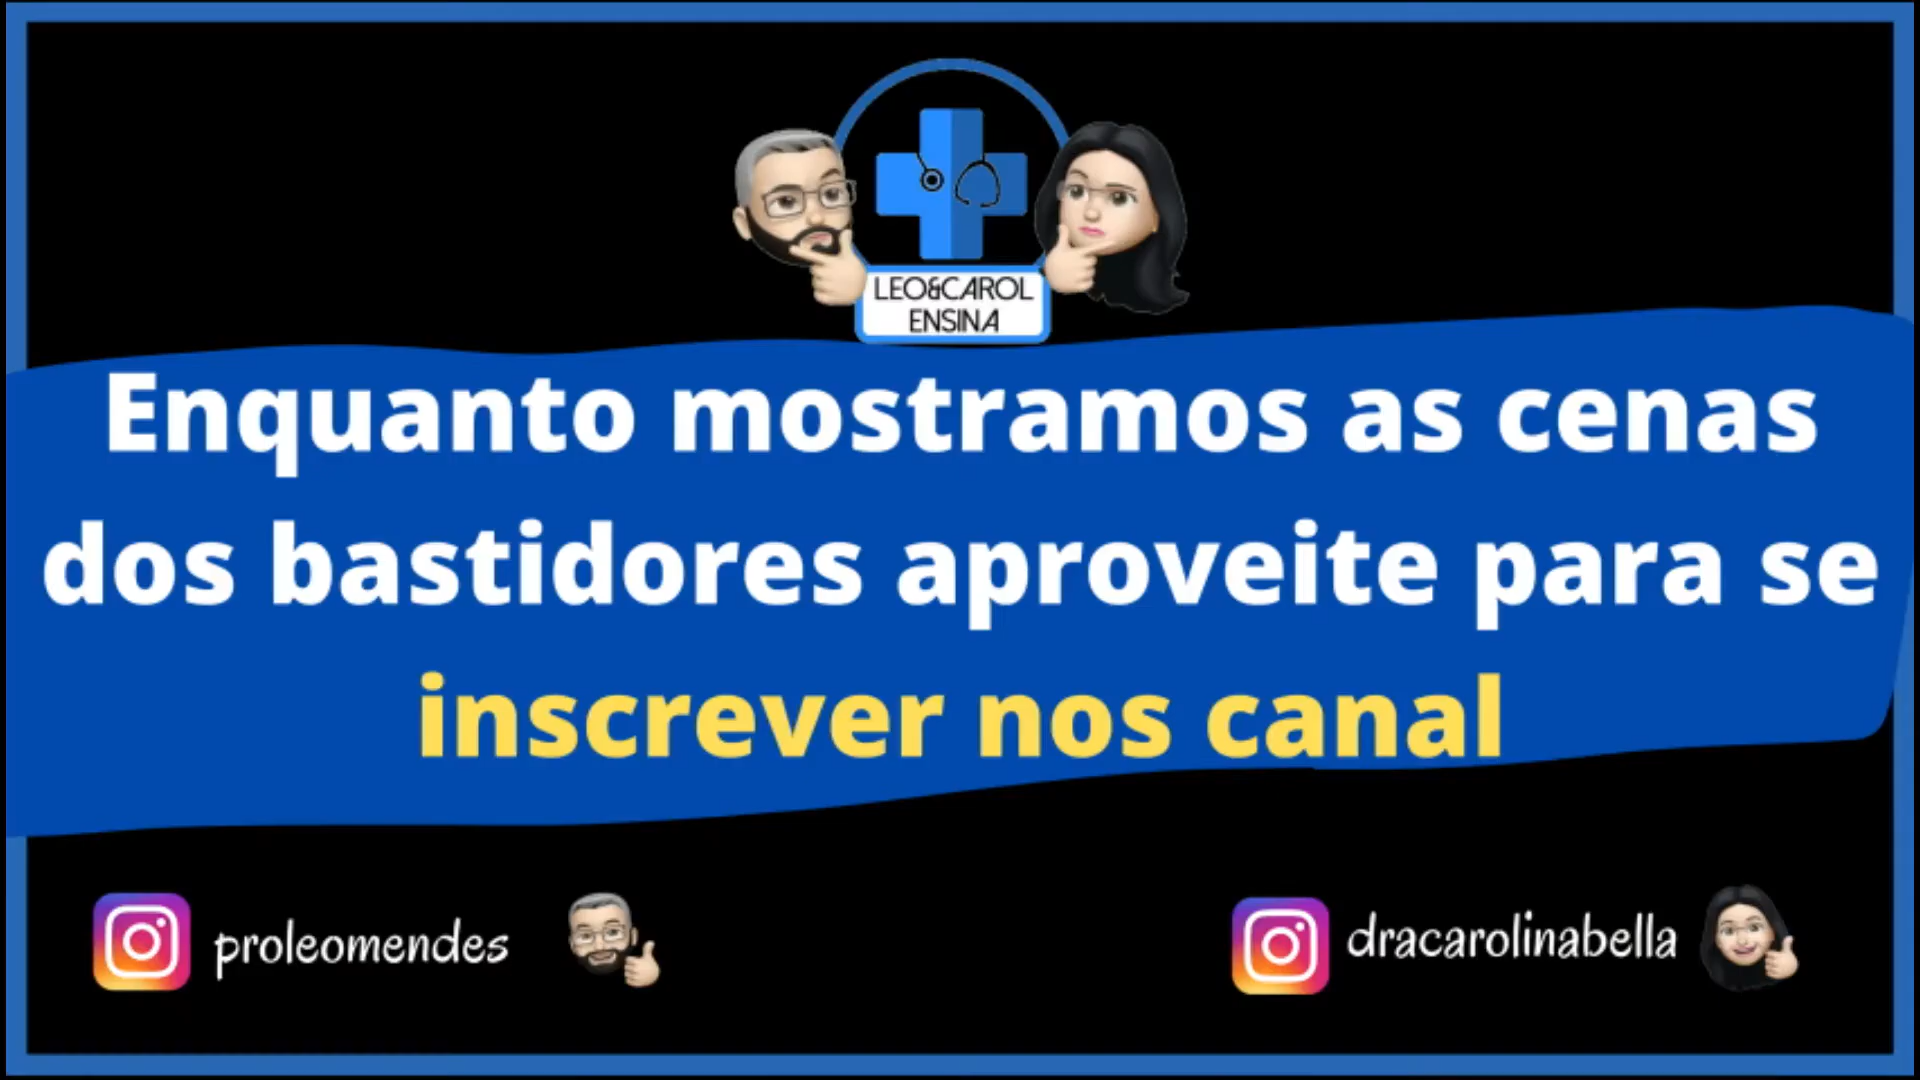 LEO&CAROL
ENSINA
Enquanto mostramos as cenas
dos bastidores aproveite para se
inscrever nos canal
proleomendes
dracarolinabella